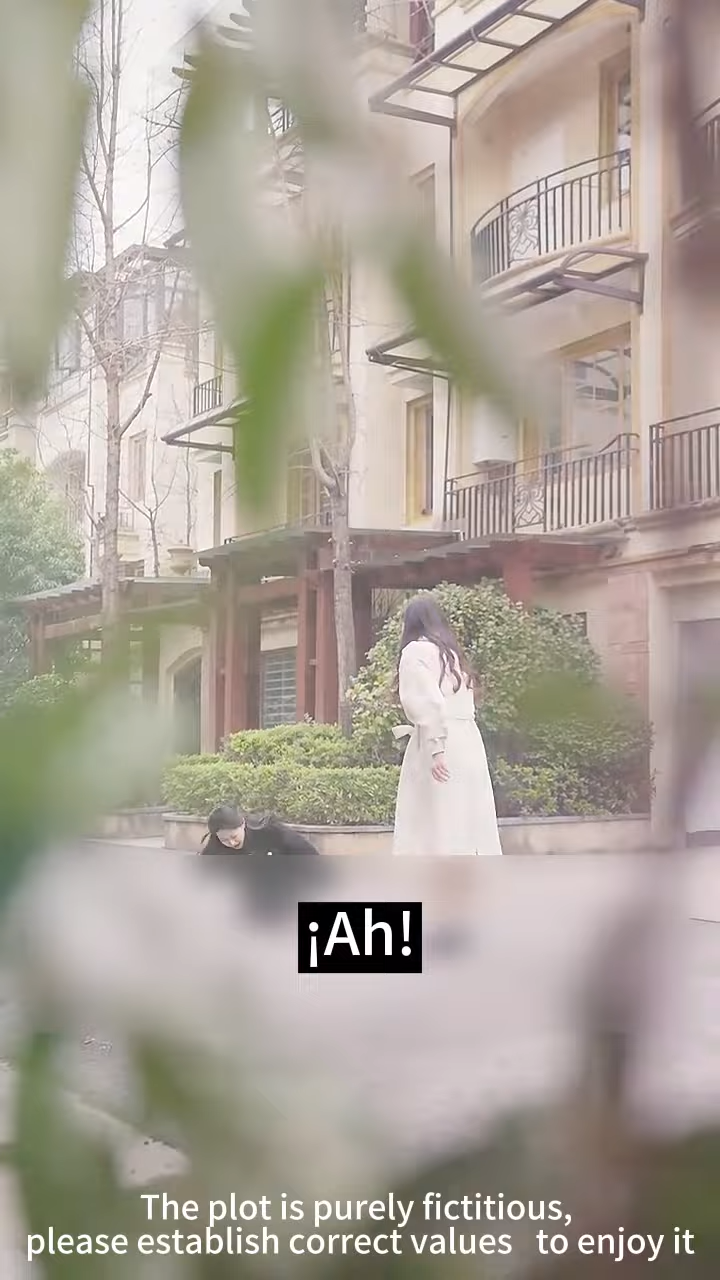 ¡Ah!
The plot is purely fictitious,
please establish correct values to enjoy it